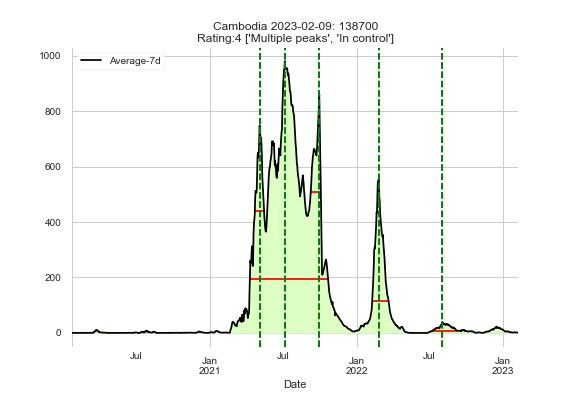 Cambodia 2023-02-09: 138700
Rating:4 ['Multiple peaks', 'In control']
1000
800
600
400
200
0
Average-7d
Jul
Jan
2021
Jul
Jan
2022
Jul
Jan
2023
Date